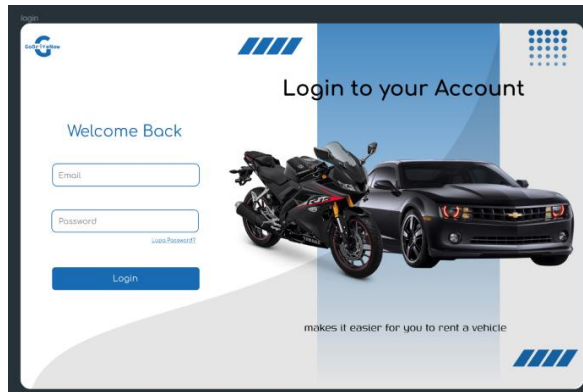 login
GoDriveNow
Login to your Account
Welcome Back
Email
Password
Lupa Password?
Login
makes it easier for you to rent a vehicle